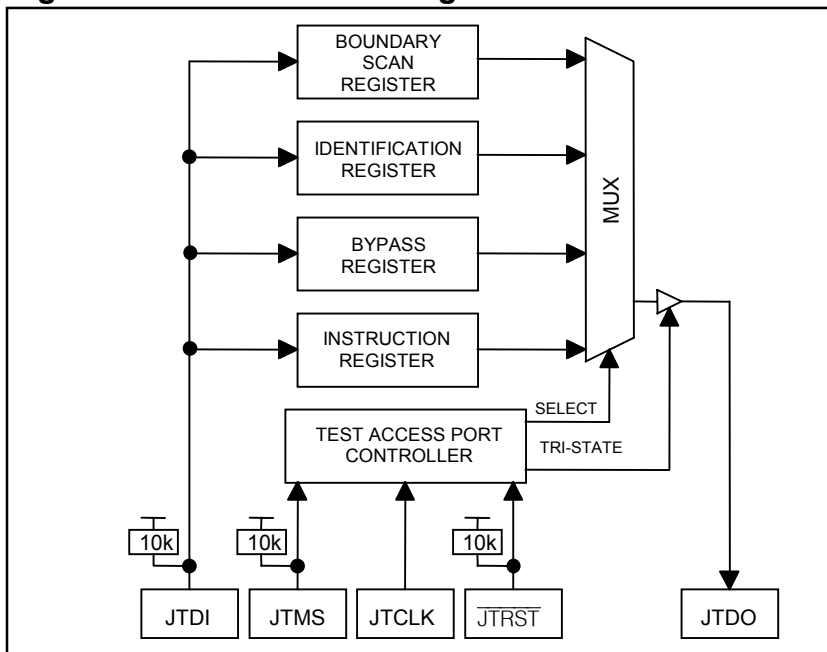 BOUNDARY
SCAN
REGISTER
IDENTIFICATION
REGISTER
BYPASS
REGISTER
INSTRUCTION
REGISTER
MUX
SELECT
TEST ACCESS PORT
CONTROLLER
TRI-STATE
10k
10k
10k
JTDI
JTMS
JTCLK
JTRST
JTDO